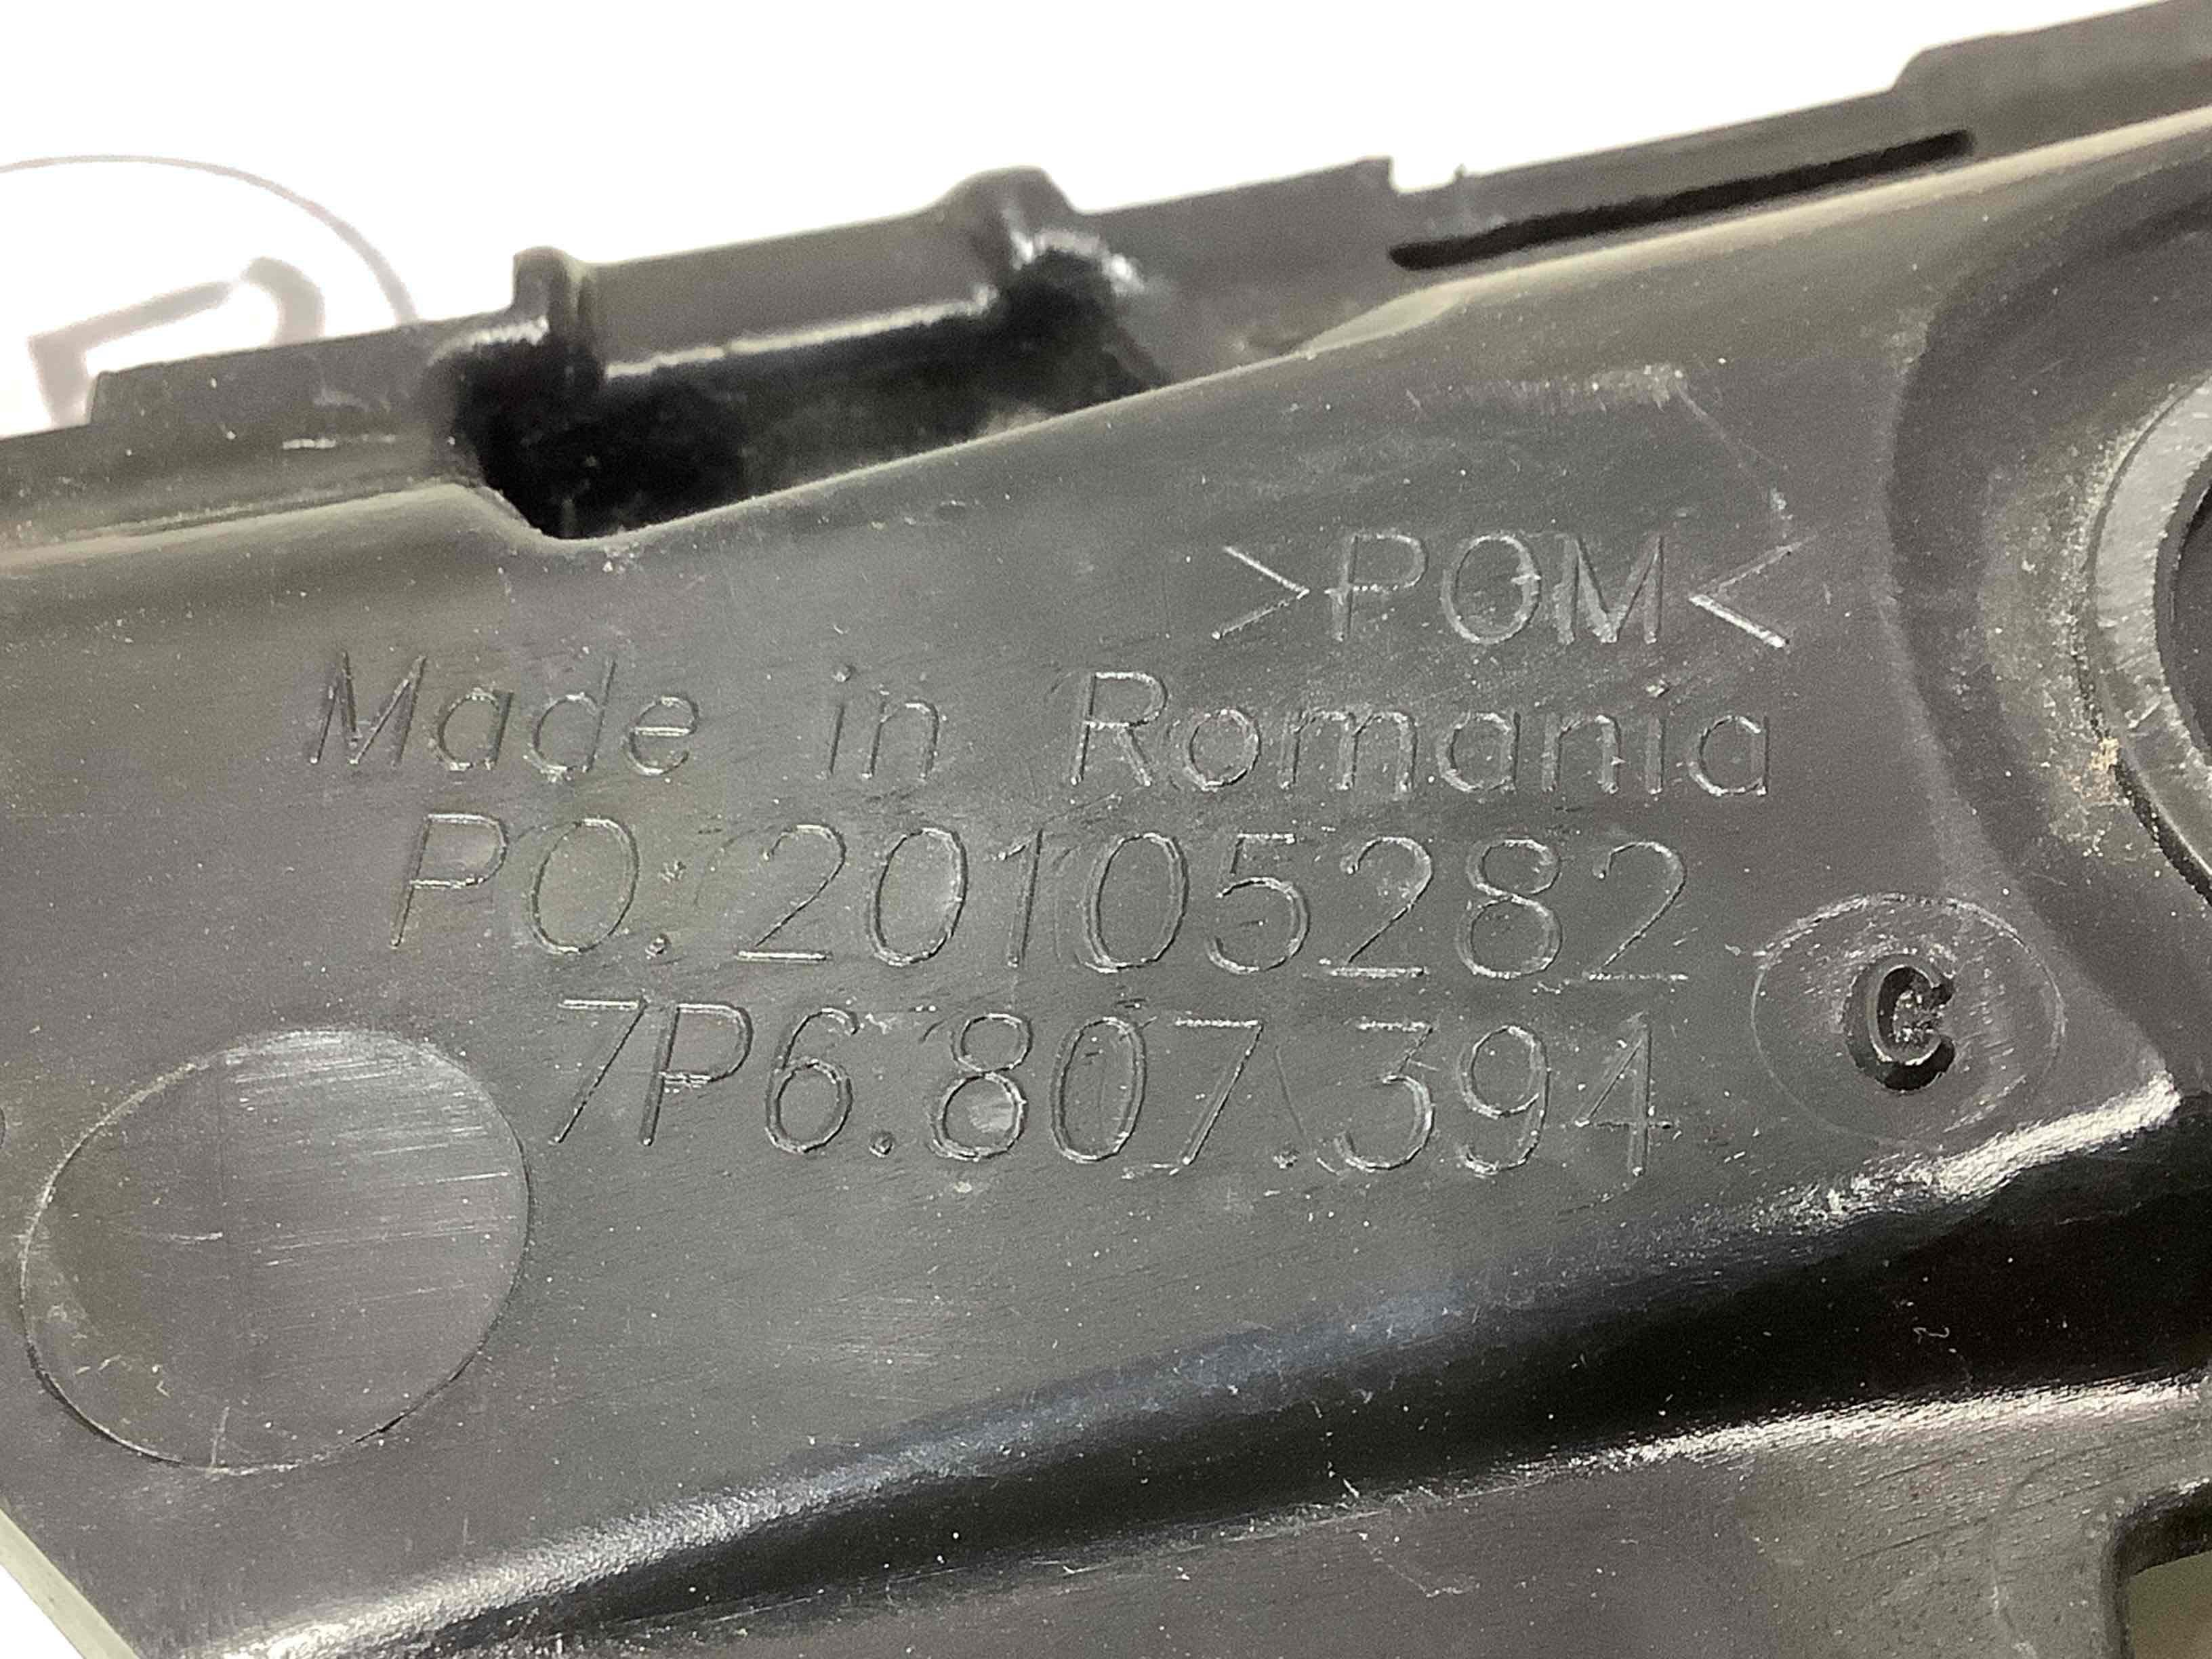 >POM<
Made in Romania
PO: 20105282
7P6.807.394
C